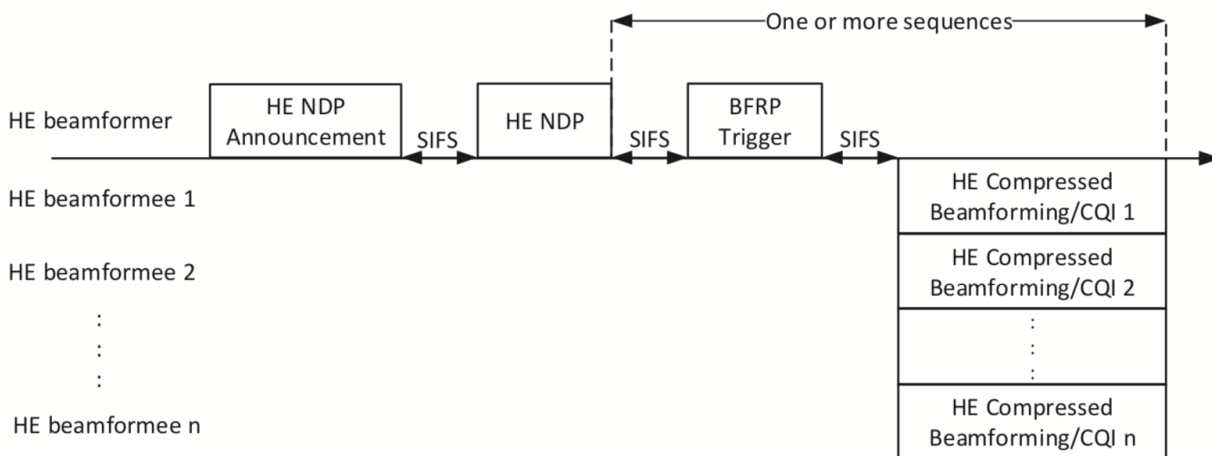 One or more sequences
HE beamformer
HE NDP
Announcement
SIFS
HE NDP
SIFS
BFRP
Trigger
SIFS
HE beamformee 1
HE Compressed
Beamforming/CQI 1
HE beamformee 2
HE Compressed
Beamforming/CQI 2
:
:
:
:
:
:
HE beamformee n
HE Compressed
Beamforming/CQI n